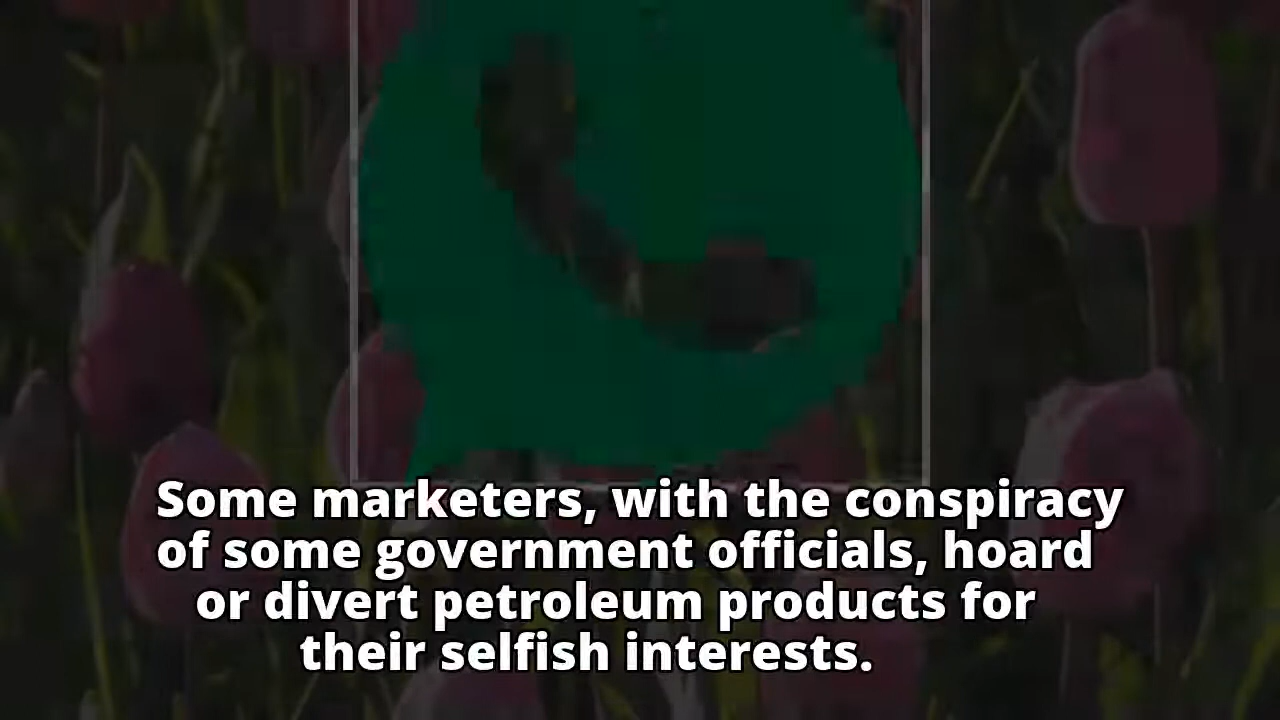 Some marketers, with the conspiracy
of some government officials, hoard
or divert petroleum products for
their selfish interests.